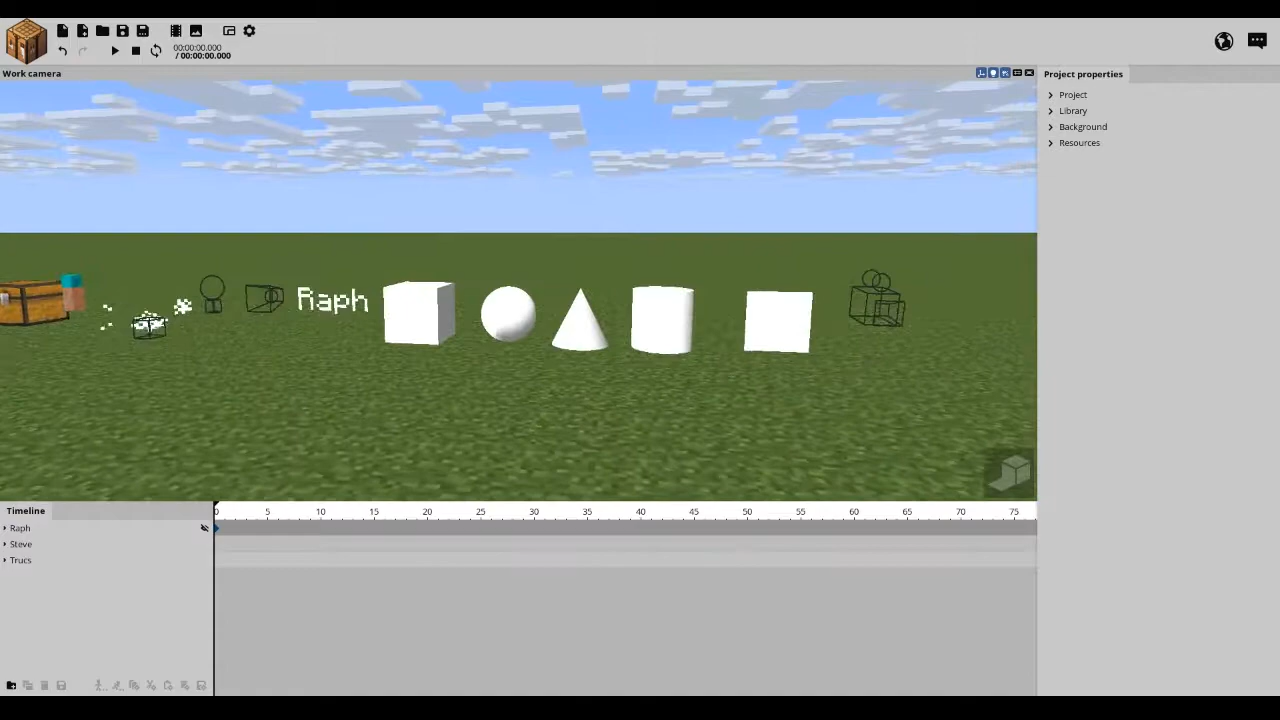 00:00:00.000
/ 00:00:00.000
Work camera
Project properties
Project
Library
Background
Resources
Raph
Timeline
0 5 10 15 20 25 30 35 40 45 50 55 60 65 70 75
Raph
Steve
Trucs